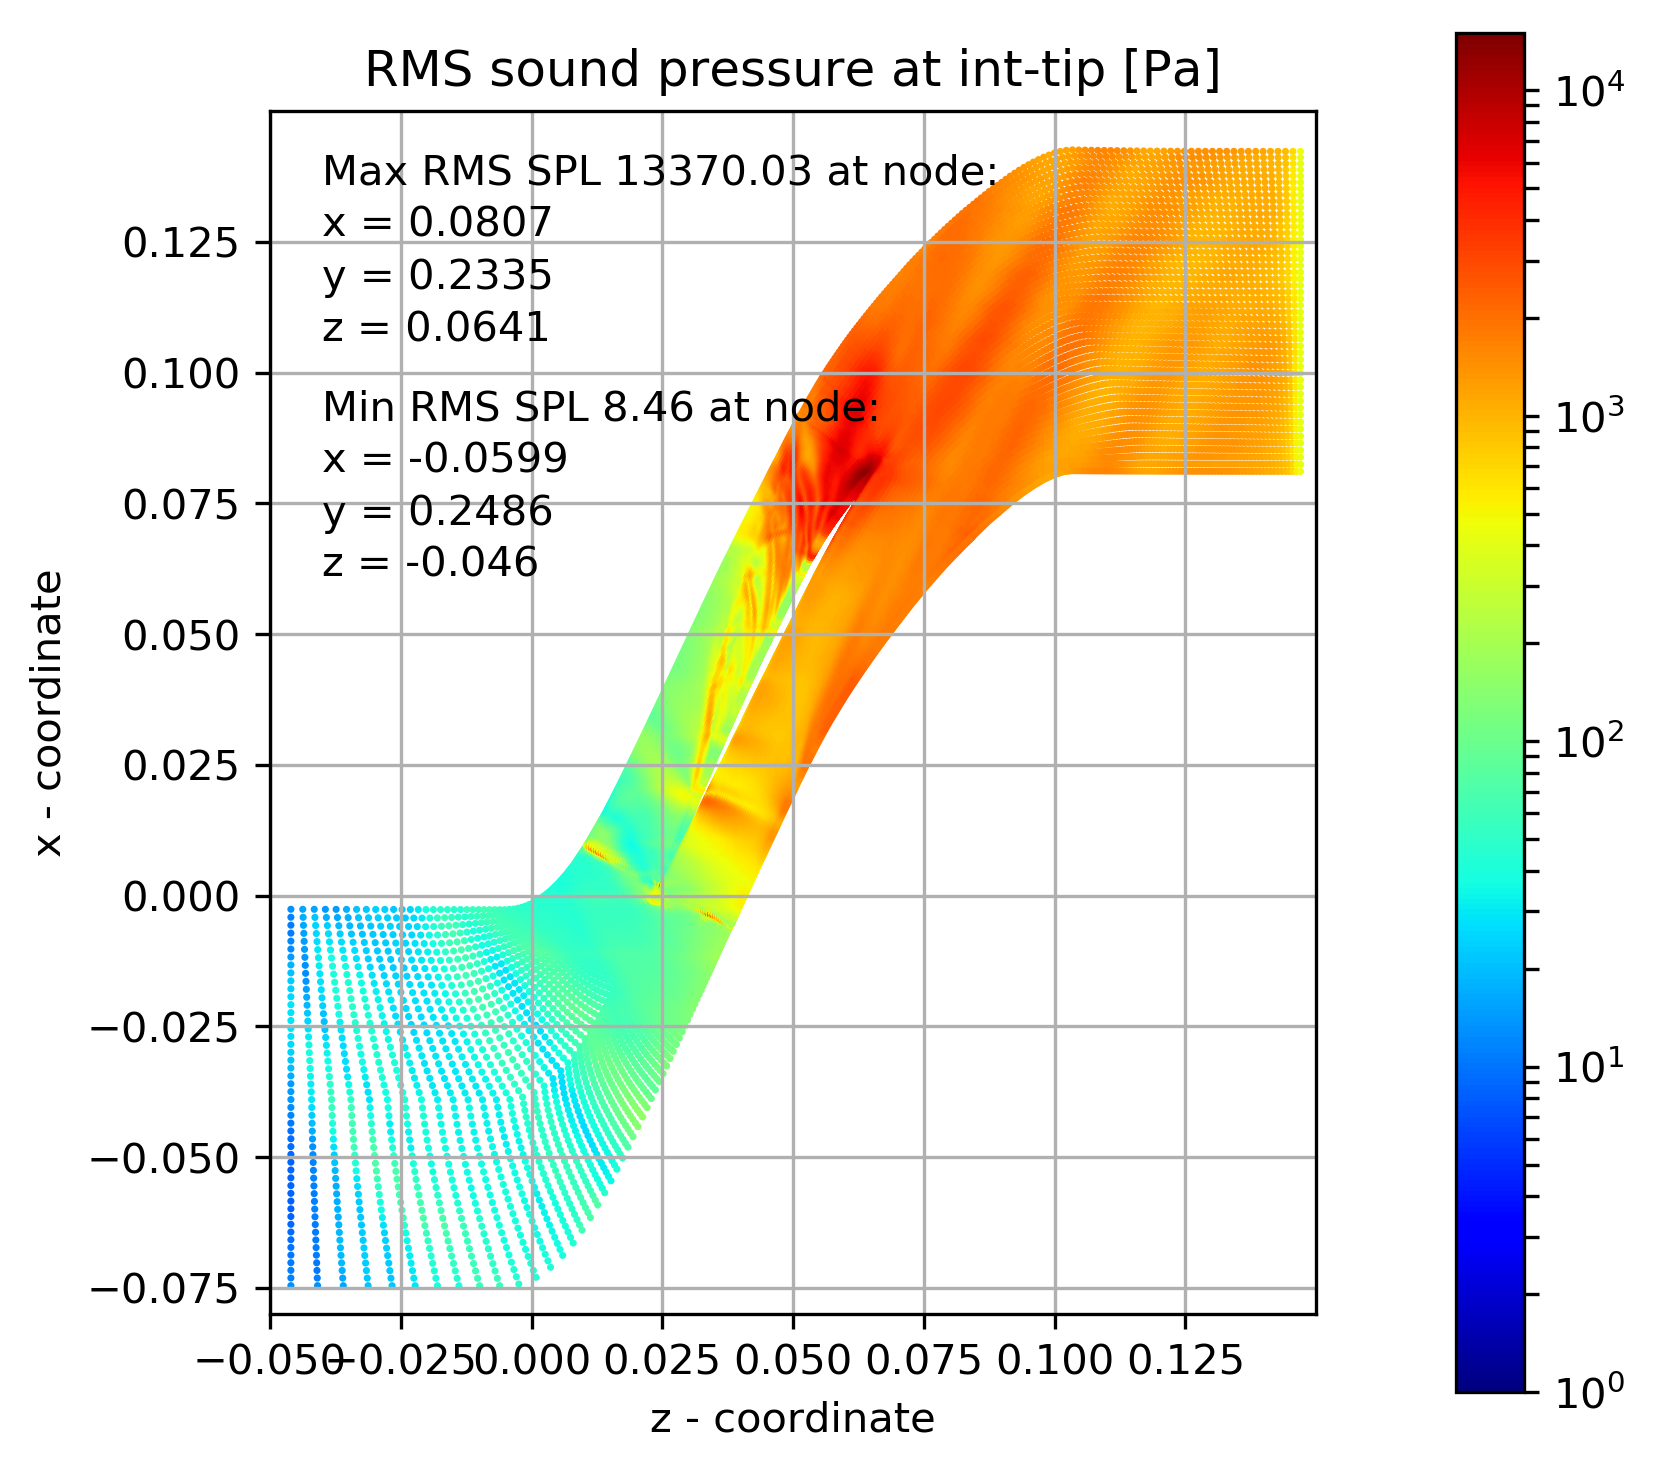 RMS sound pressure at int-tip [Pa]
Max RMS SPL 13370.03 at node:
x = 0.0807
y = 0.2335
z = 0.0641
Min RMS SPL 8.46 at node:
x = -0.0599
y = 0.2486
z = -0.046
x - coordinate
0.125
0.100
0.075
0.050
0.025
0.000
−0.025
−0.050
−0.075
−0.050 −0.025 0.000 0.025 0.050 0.075 0.100 0.125
z - coordinate
10⁴
10³
10²
10¹
10⁰